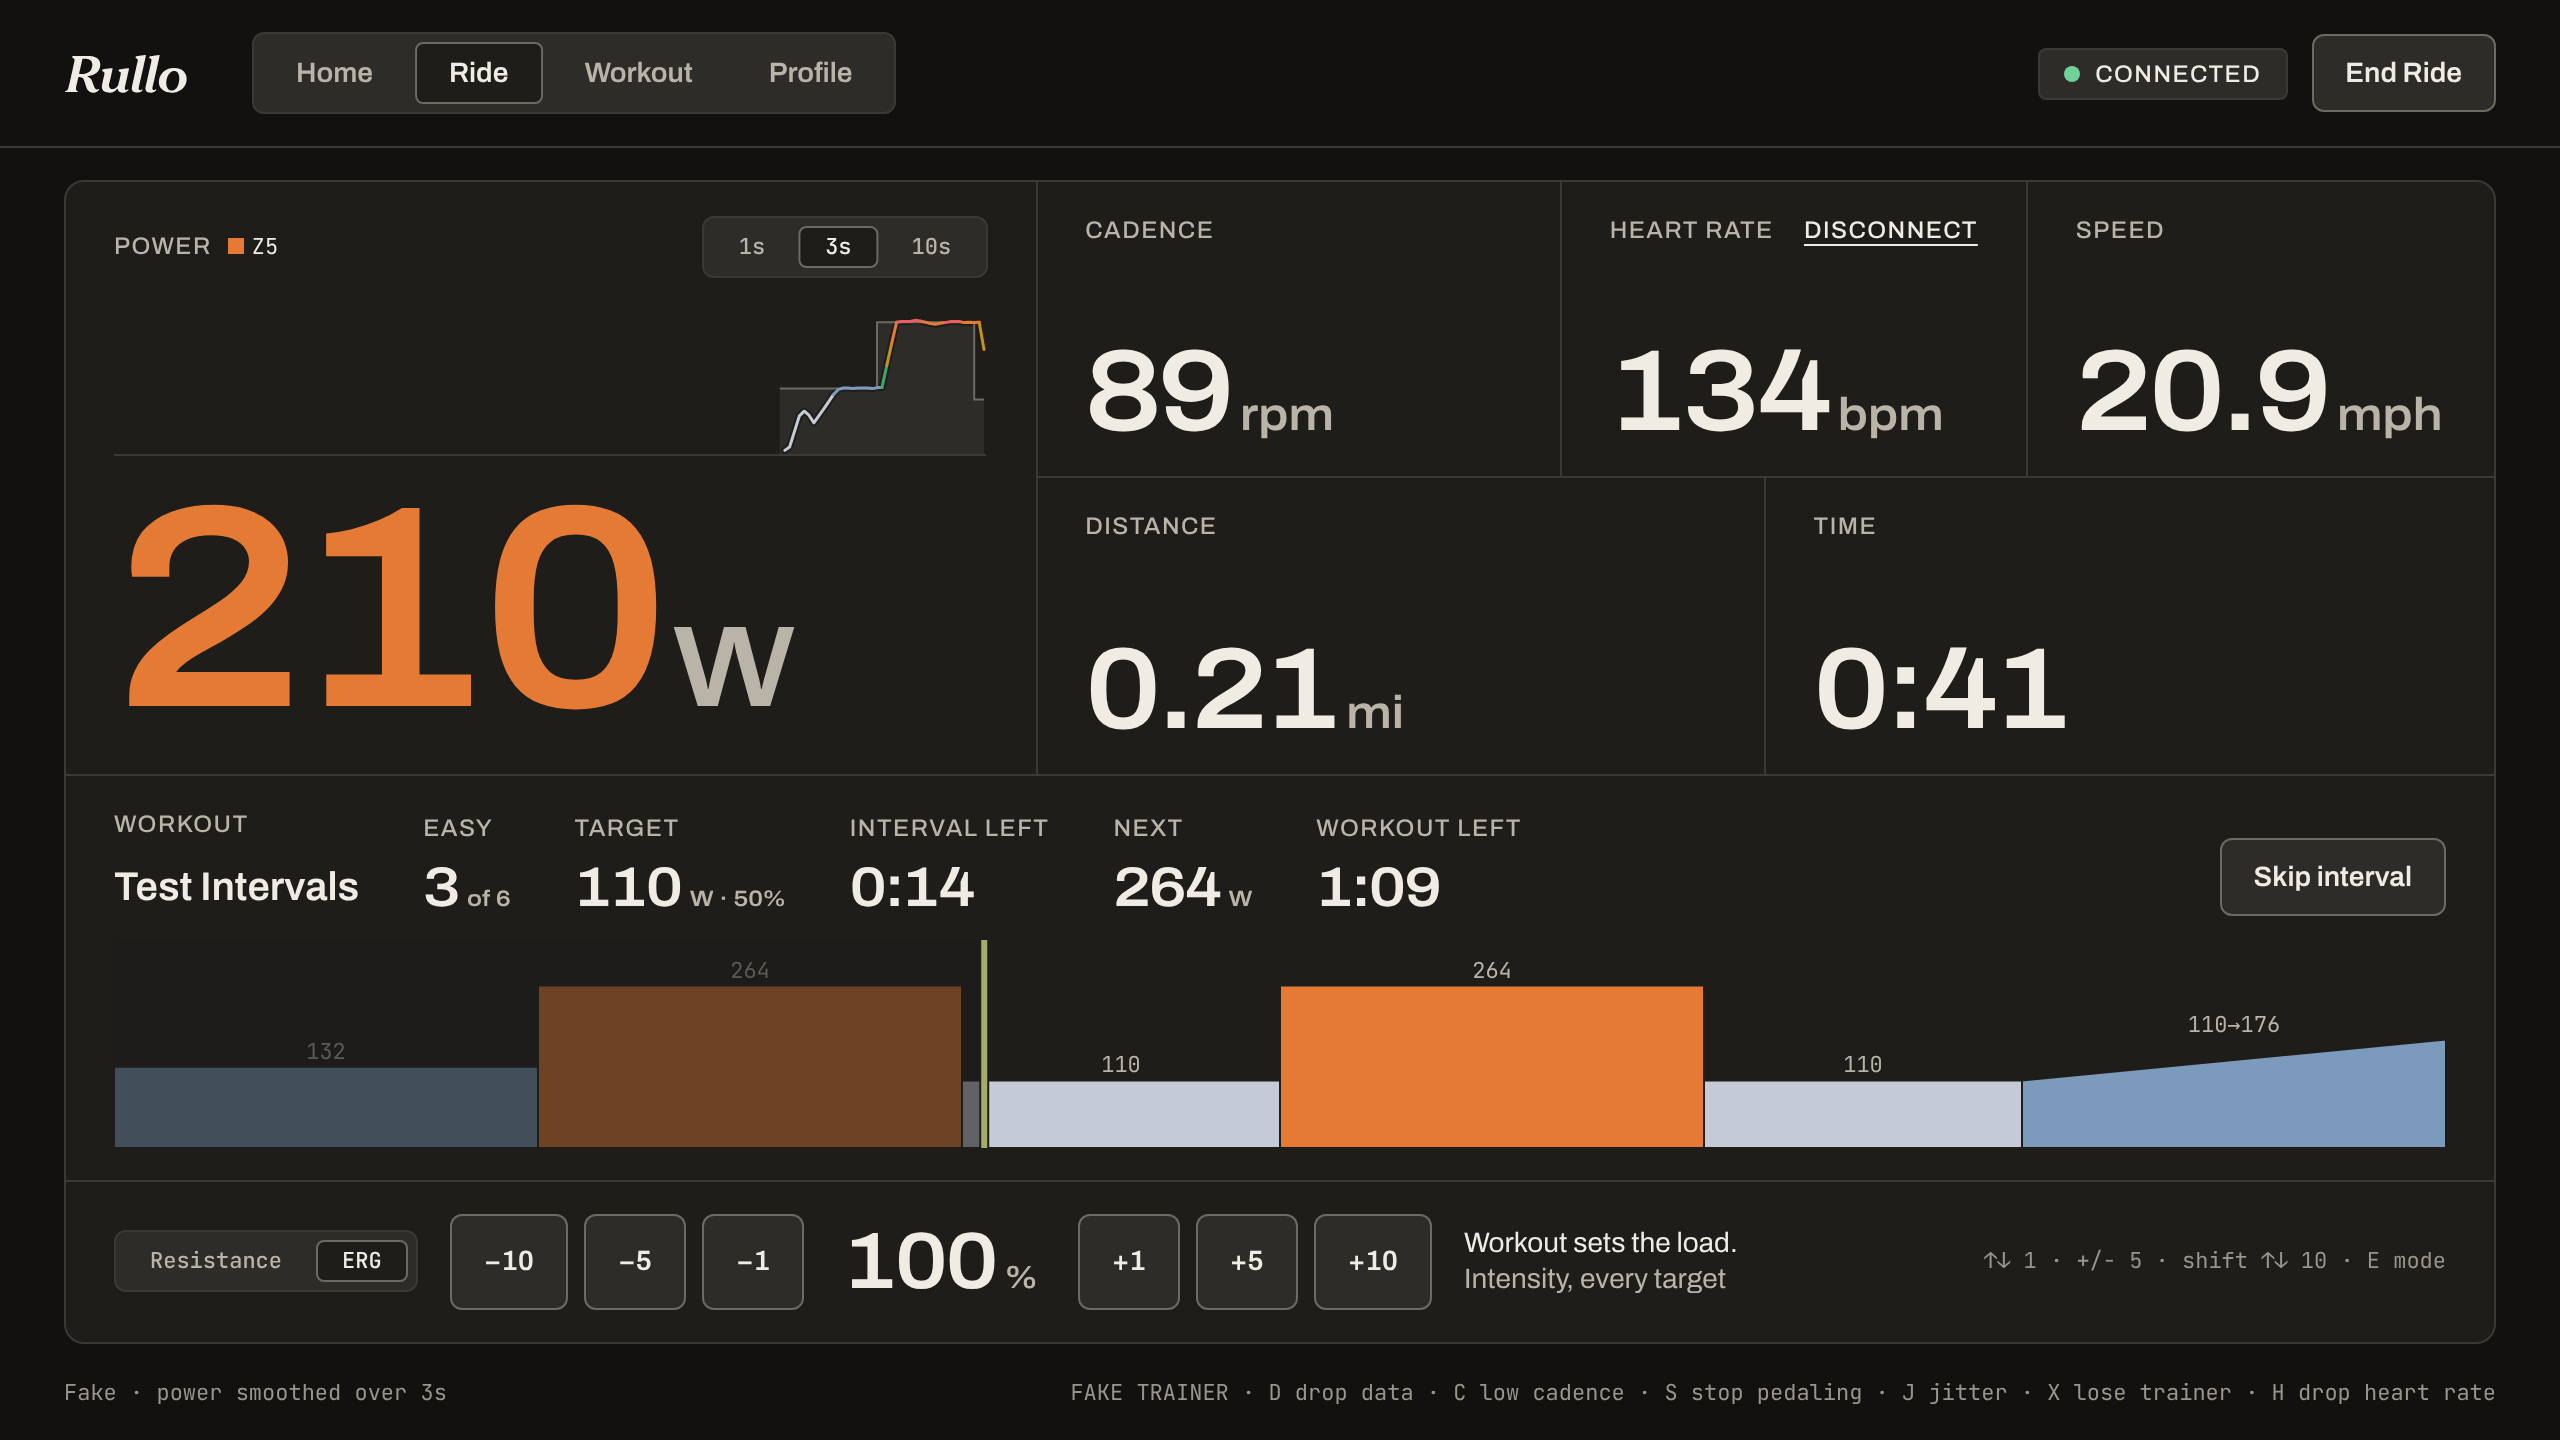 Rullo
Home
Ride
Workout
Profile
CONNECTED
End Ride
POWER
Z5
1s
3s
10s
210 W
CADENCE
89 rpm
HEART RATE
DISCONNECT
134 bpm
SPEED
20.9 mph
DISTANCE
0.21 mi
TIME
0:41
WORKOUT
Test Intervals
EASY
3 of 6
TARGET
110 W · 50%
INTERVAL LEFT
0:14
NEXT
264 W
WORKOUT LEFT
1:09
Skip interval
132
264
110
264
110
110→176
Resistance
ERG
−10
−5
−1
100 %
+1
+5
+10
Workout sets the load.
Intensity, every target
↑↓ 1 · +/- 5 · shift ↑↓ 10 · E mode
Fake · power smoothed over 3s
FAKE TRAINER · D drop data · C low cadence · S stop pedaling · J jitter · X lose trainer · H drop heart rate